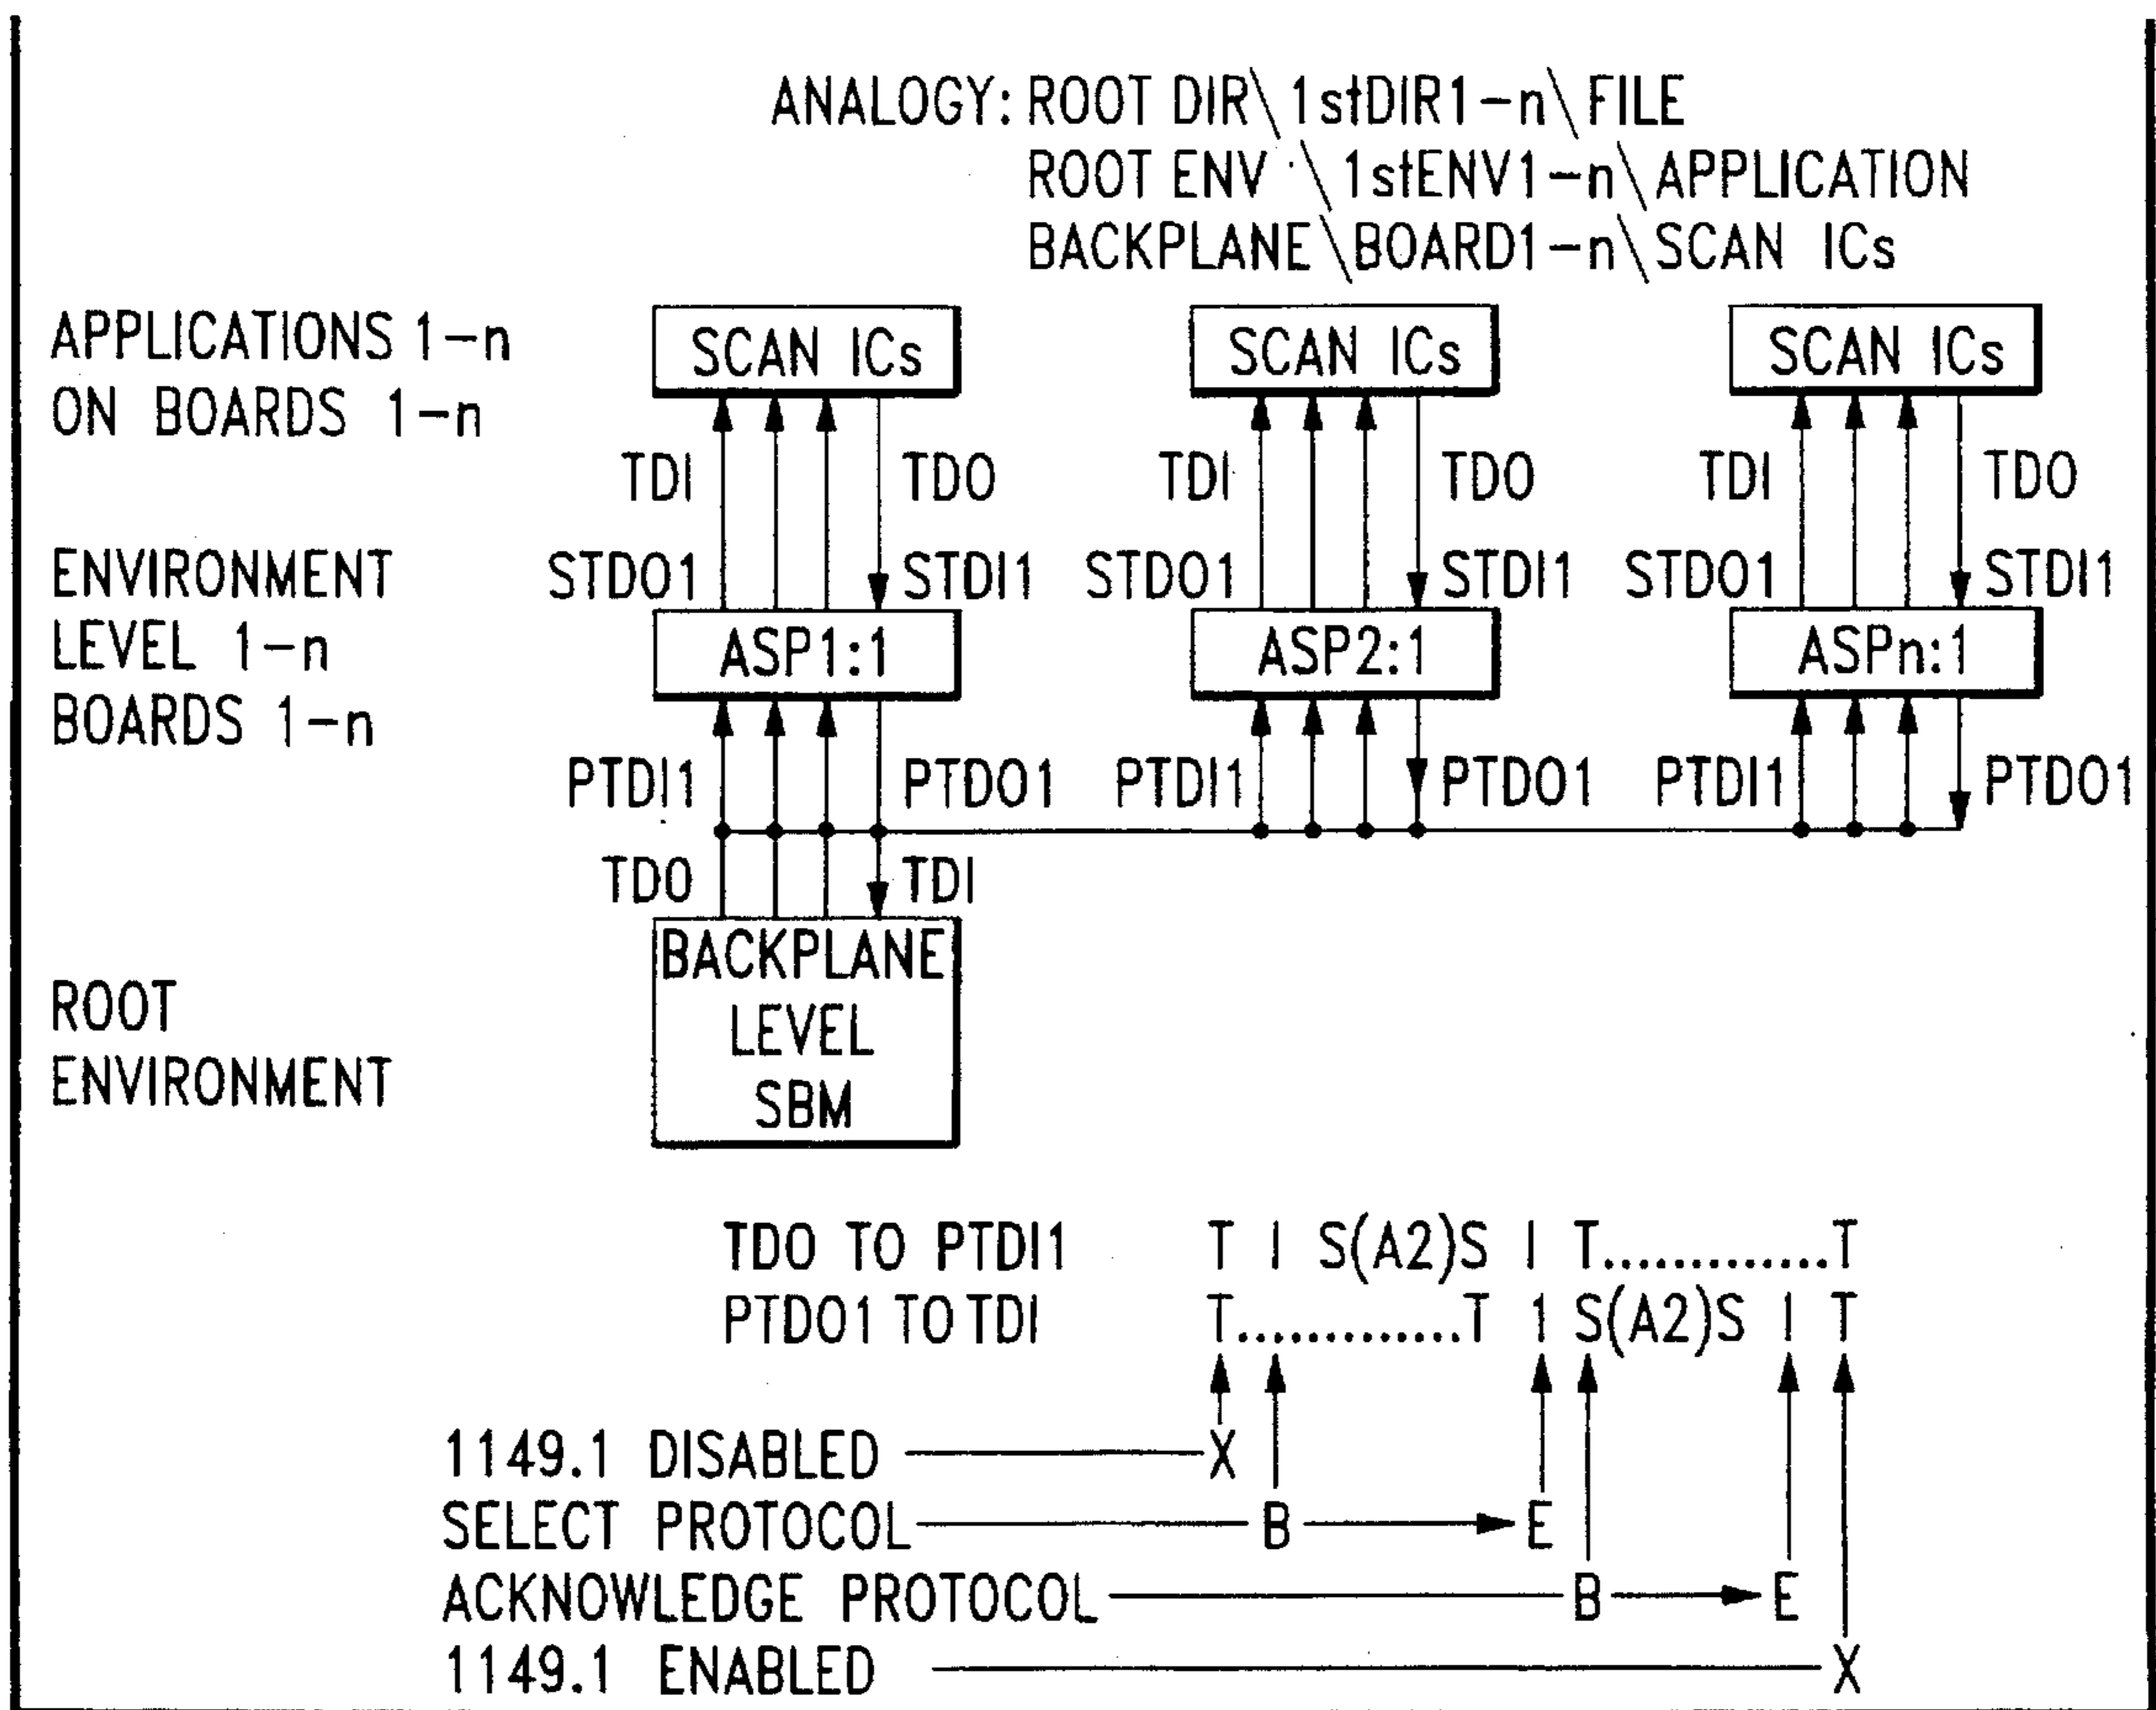 ANALOGY: ROOT DIR\1stDIR1-n\FILE
ROOT ENV \1stENV1-n\APPLICATION
BACKPLANE\BOARD1-n\SCAN ICs
APPLICATIONS 1-n
ON BOARDS 1-n
SCAN ICs SCAN ICs SCAN ICs
TDI TDO TDI TDO TDI TDO
STDO1 STDI1 STDO1 STDI1 STDO1 STDI1
ENVIRONMENT
LEVEL 1-n
BOARDS 1-n
ASP1:1 ASP2:1 ASPn:1
PTDI1 PTDO1 PTDI1 PTDO1 PTDI1 PTDO1
TDO TDI
ROOT
ENVIRONMENT
BACKPLANE
LEVEL
SBM
TDO TO PTDI1 T I S(A2)S I T.............T
PTDO1 TO TDI T.............T 1 S(A2)S I T
1149.1 DISABLED X
SELECT PROTOCOL B E
ACKNOWLEDGE PROTOCOL B E
1149.1 ENABLED X